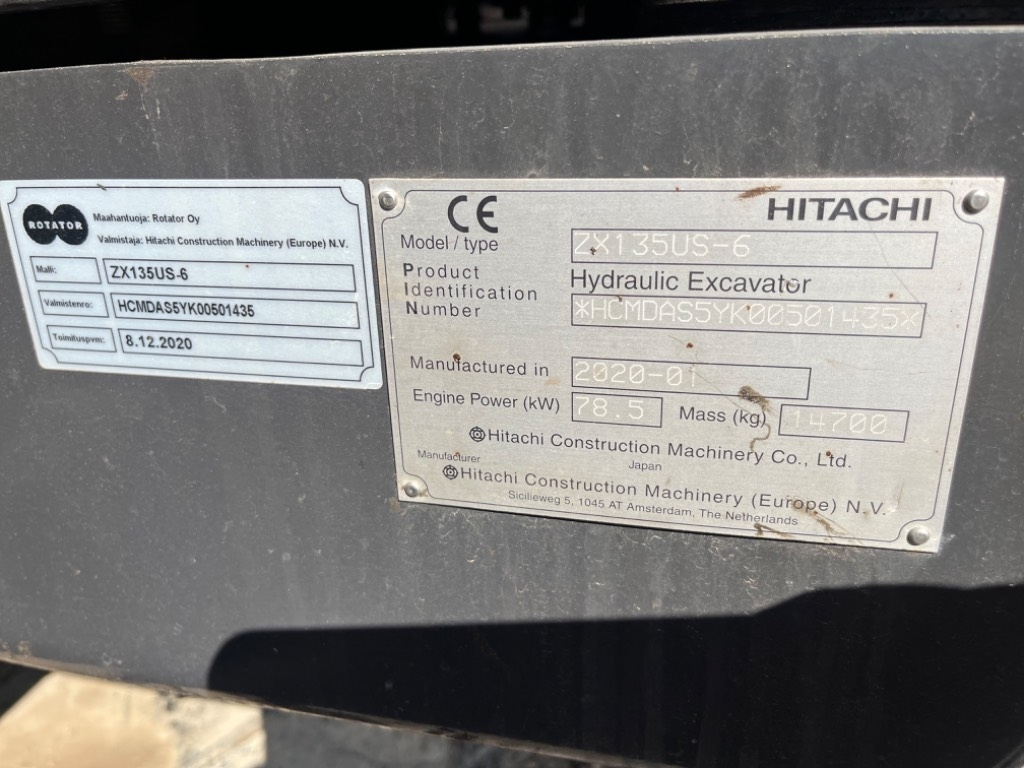 ROTATOR
Maahantuoja: Rotator Oy
Valmistaja: Hitachi Construction Machinery (Europe) N.V.
Malli: ZX135US-6
Valmistenro: HCMDAS5YK00501435
Toimituspvm: 8.12.2020
CE HITACHI
Model / type ZX135US-6
Product Hydraulic Excavator
Identification
Number *HCMDAS5YK00501435*
Manufactured in 2020-01
Engine Power (kW) 78.5 Mass (kg) 14700
Hitachi Construction Machinery Co., Ltd.
Japan
Manufacturer
Hitachi Construction Machinery (Europe) N.V.
Sicilieweg 5, 1045 AT Amsterdam, The Netherlands